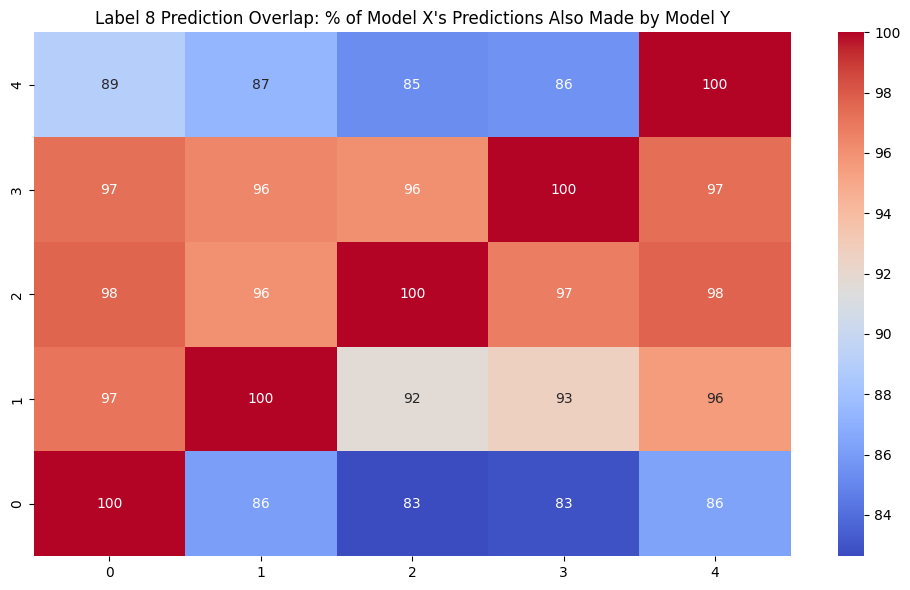 Label 8 Prediction Overlap: % of Model X's Predictions Also Made by Model Y
4 89 87 85 86 100
3 97 96 96 100 97
2 98 96 100 97 98
1 97 100 92 93 96
0 100 86 83 83 86
0 1 2 3 4
100
98
96
94
92
90
88
86
84